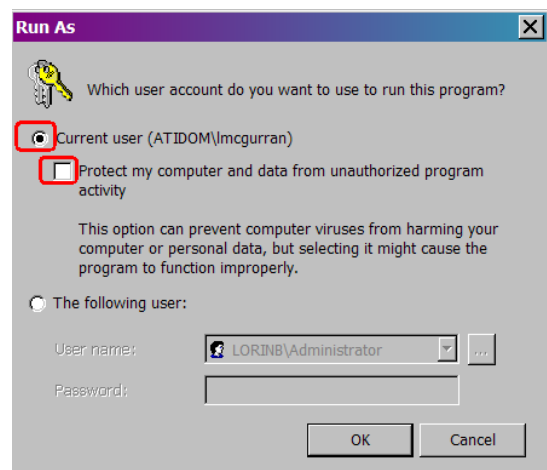 Run As
Which user account do you want to use to run this program?
Current user (ATIDOM\lmcgurran)
Protect my computer and data from unauthorized program
activity
This option can prevent computer viruses from harming your
computer or personal data, but selecting it might cause the
program to function improperly.
The following user:
User name:
LORINB\Administrator
...
Password:
OK
Cancel